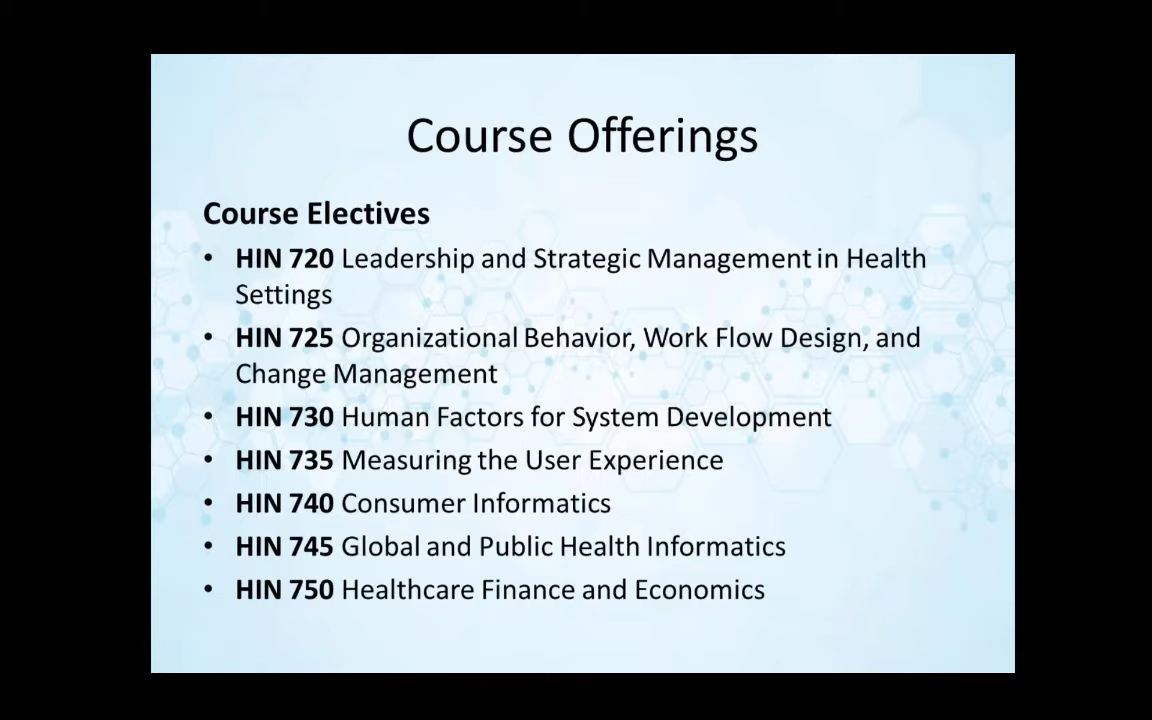 Course Offerings
Course Electives
• HIN 720 Leadership and Strategic Management in Health
Settings
• HIN 725 Organizational Behavior, Work Flow Design, and
Change Management
• HIN 730 Human Factors for System Development
• HIN 735 Measuring the User Experience
• HIN 740 Consumer Informatics
• HIN 745 Global and Public Health Informatics
• HIN 750 Healthcare Finance and Economics